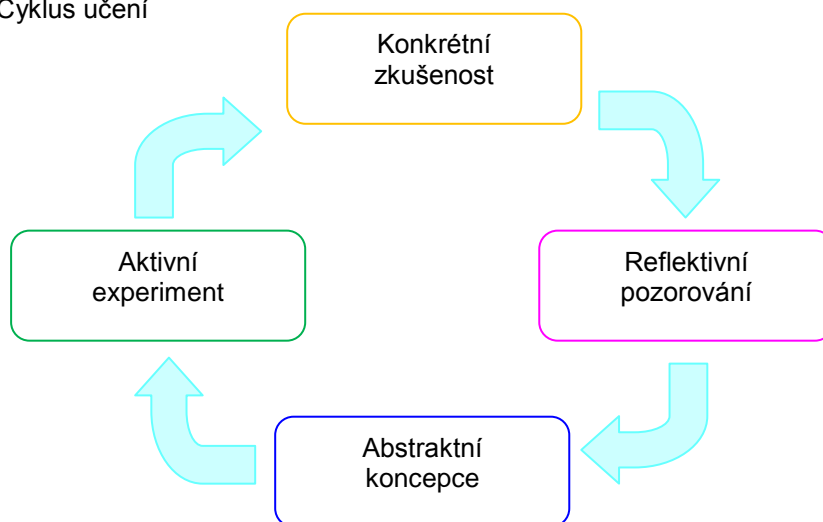 Cyklus učení
Konkrétní
zkušenost
Aktivní
experiment
Reflektivní
pozorování
Abstraktní
koncepce